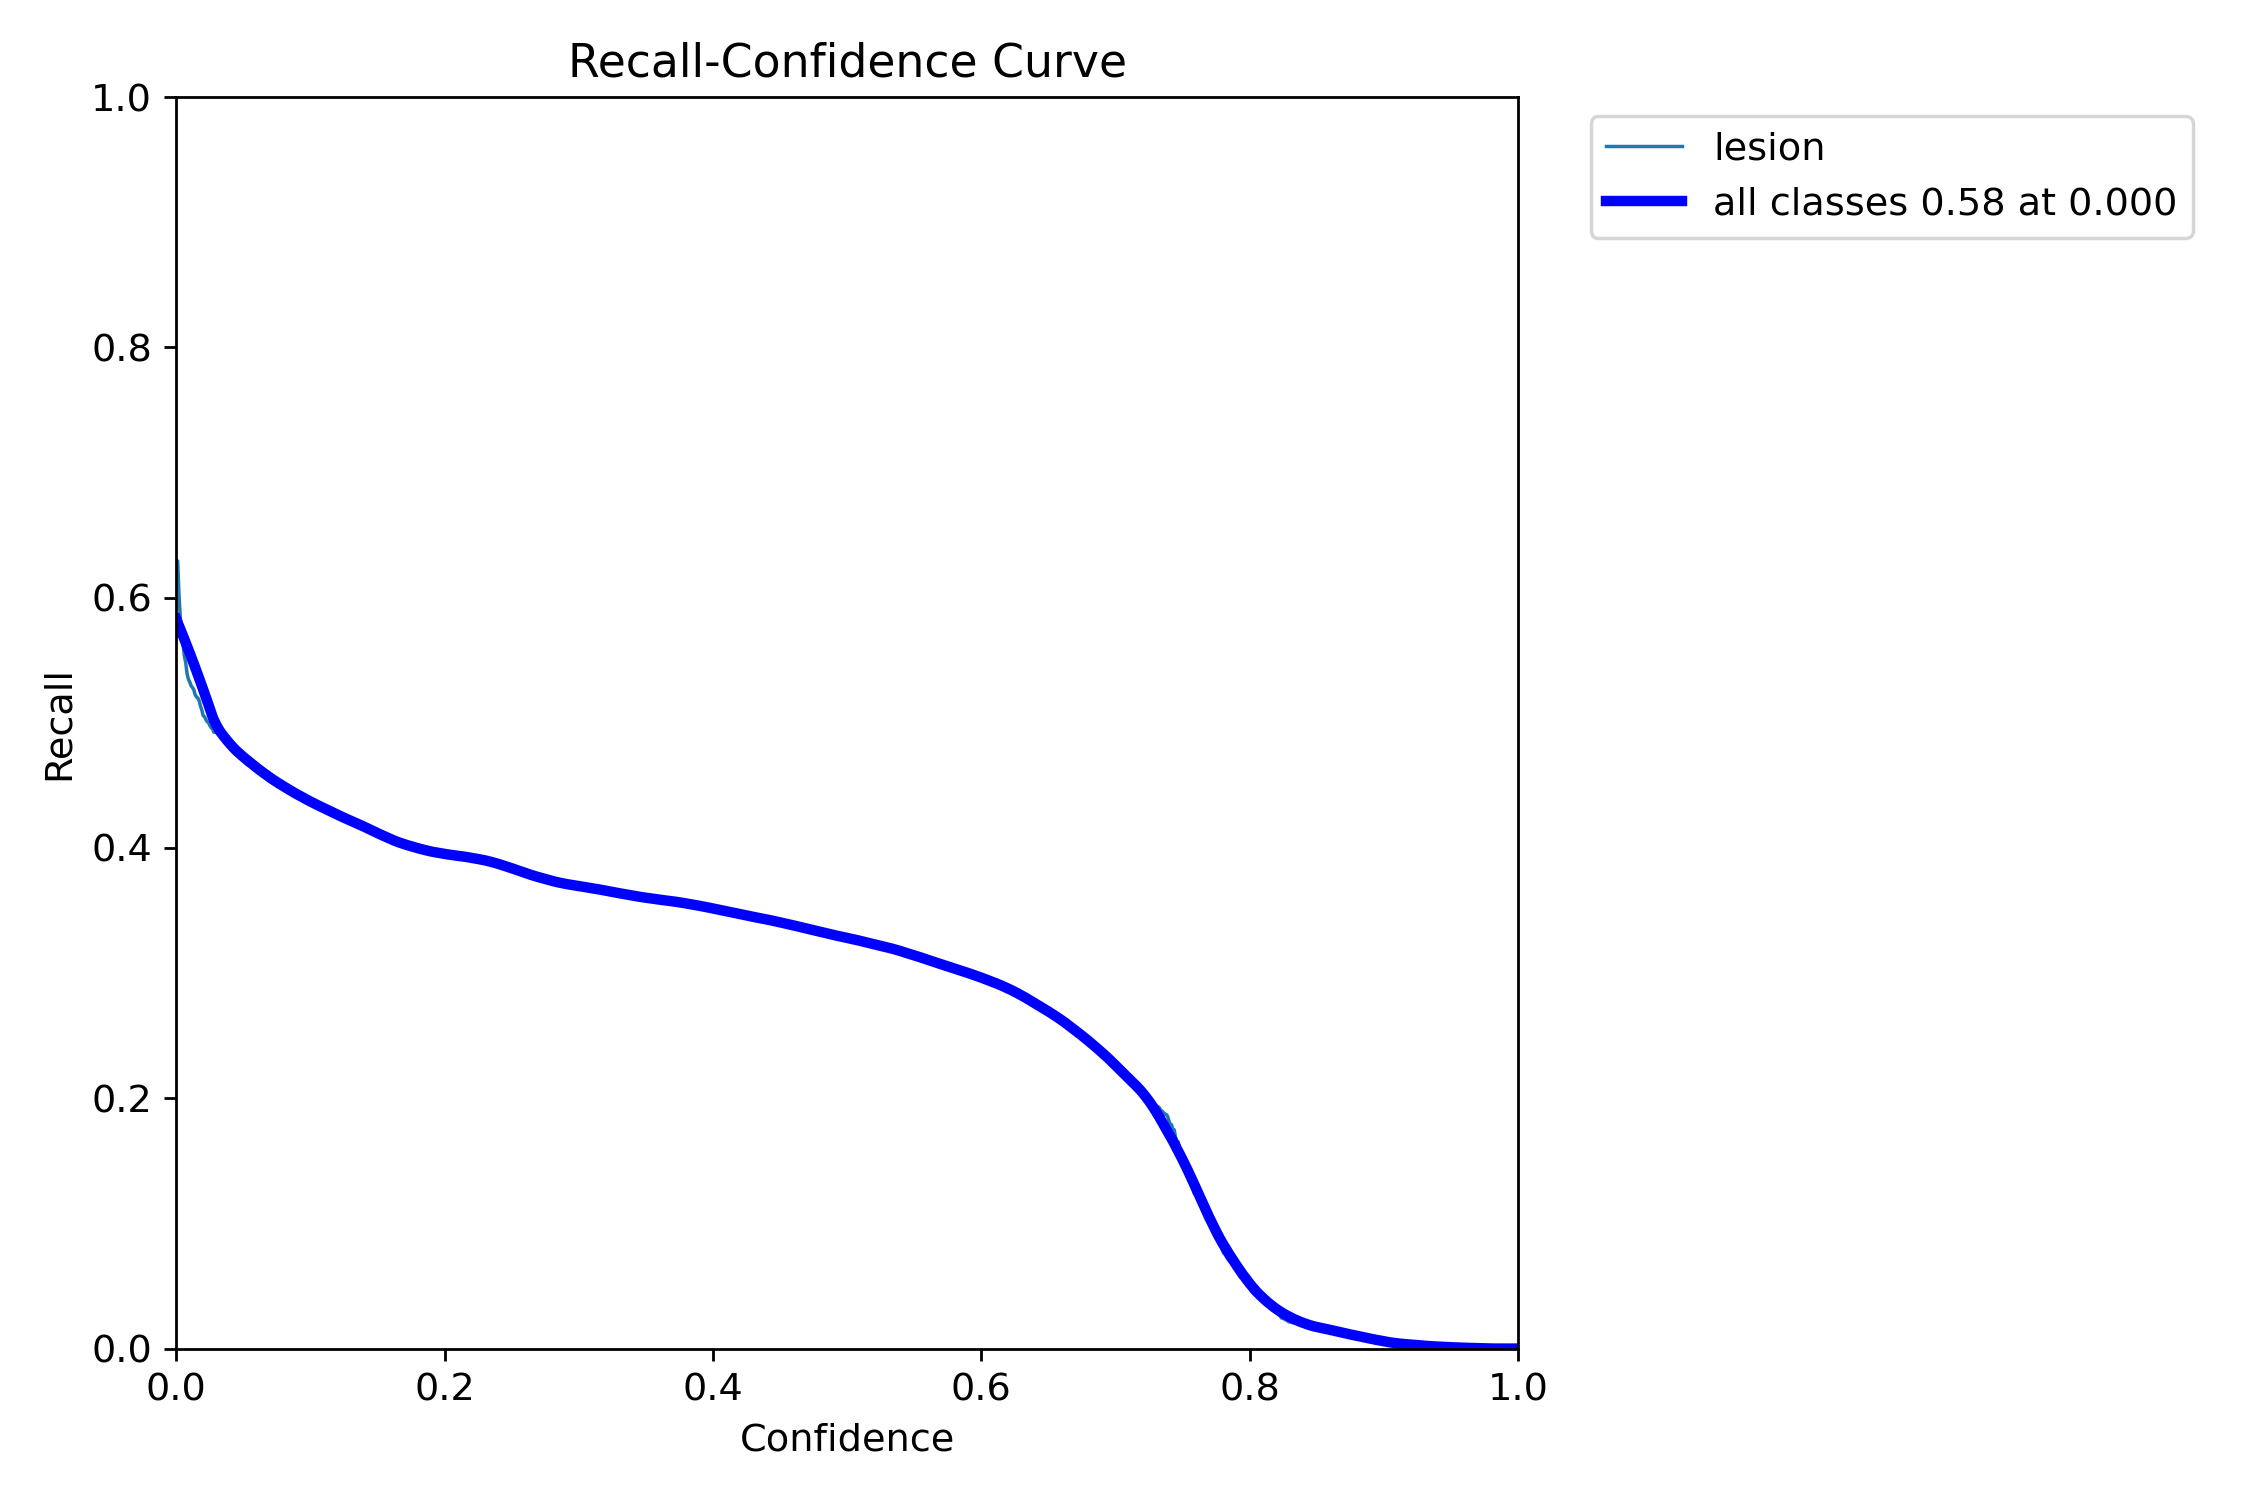 Recall-Confidence Curve
lesion
all classes 0.58 at 0.000
1.0
0.8
0.6
0.4
0.2
0.0
Recall
0.0 0.2 0.4 0.6 0.8 1.0
Confidence